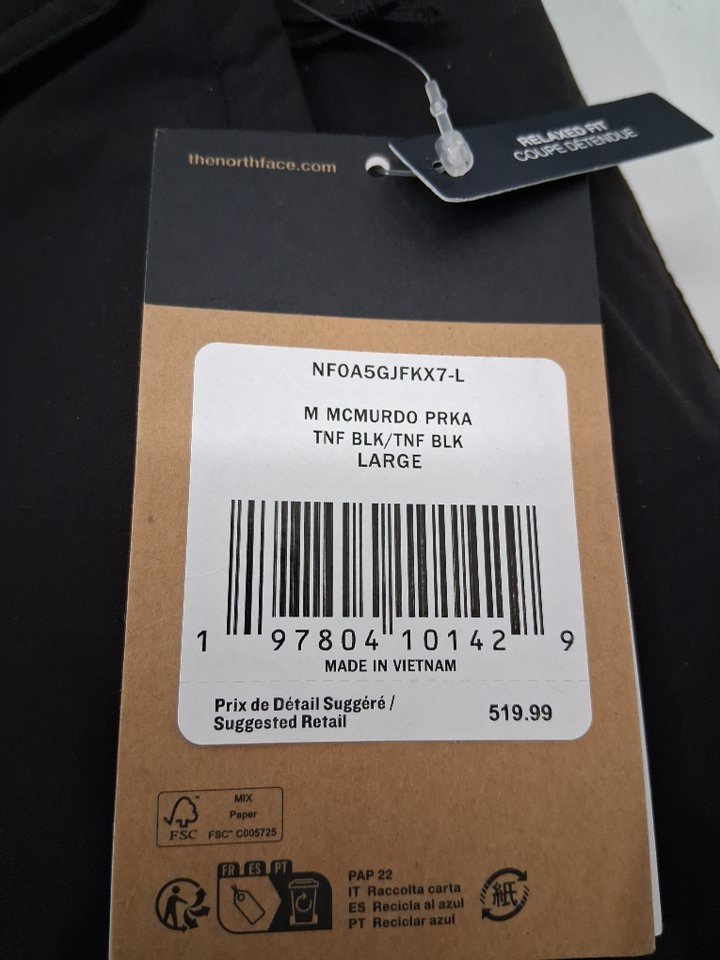 RELAXED FIT
COUPE DÉTENDUE
thenorthface.com
NF0A5GJFKX7-L
M MCMURDO PRKA
TNF BLK/TNF BLK
LARGE
1 97804 10142 9
MADE IN VIETNAM
Prix de Détail Suggéré /
Suggested Retail 519.99
MIX
Paper
FSC FSC™ C005725
FR ES PT
PAP 22
IT Raccolta carta
ES Recicla al azul
PT Reciclar azul
紙